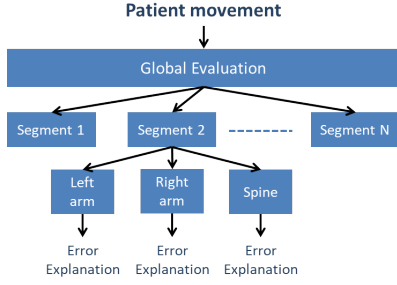 Patient movement
Global Evaluation
Segment 1 Segment 2 Segment N
Left
arm
Right
arm
Spine
Error
Explanation
Error
Explanation
Error
Explanation